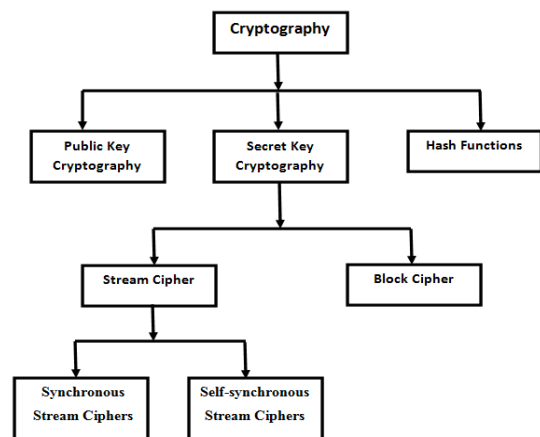 Cryptography
Public Key
Cryptography
Secret Key
Cryptography
Hash Functions
Stream Cipher
Block Cipher
Synchronous
Stream Ciphers
Self-synchronous
Stream Ciphers